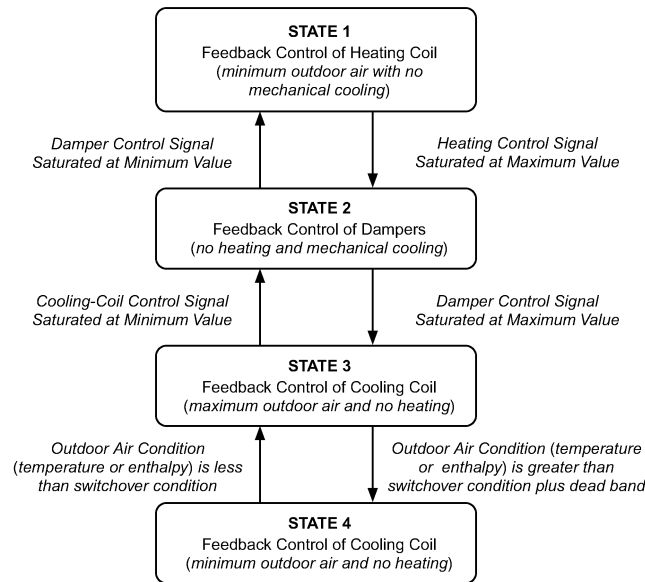 STATE 1
Feedback Control of Heating Coil
(minimum outdoor air with no
mechanical cooling)
Damper Control Signal
Saturated at Minimum Value
Heating Control Signal
Saturated at Maximum Value
STATE 2
Feedback Control of Dampers
(no heating and mechanical cooling)
Cooling-Coil Control Signal
Saturated at Minimum Value
Damper Control Signal
Saturated at Maximum Value
STATE 3
Feedback Control of Cooling Coil
(maximum outdoor air and no heating)
Outdoor Air Condition
(temperature or enthalpy) is less
than switchover condition
Outdoor Air Condition (temperature
or enthalpy) is greater than
switchover condition plus dead band
STATE 4
Feedback Control of Cooling Coil
(minimum outdoor air and no heating)